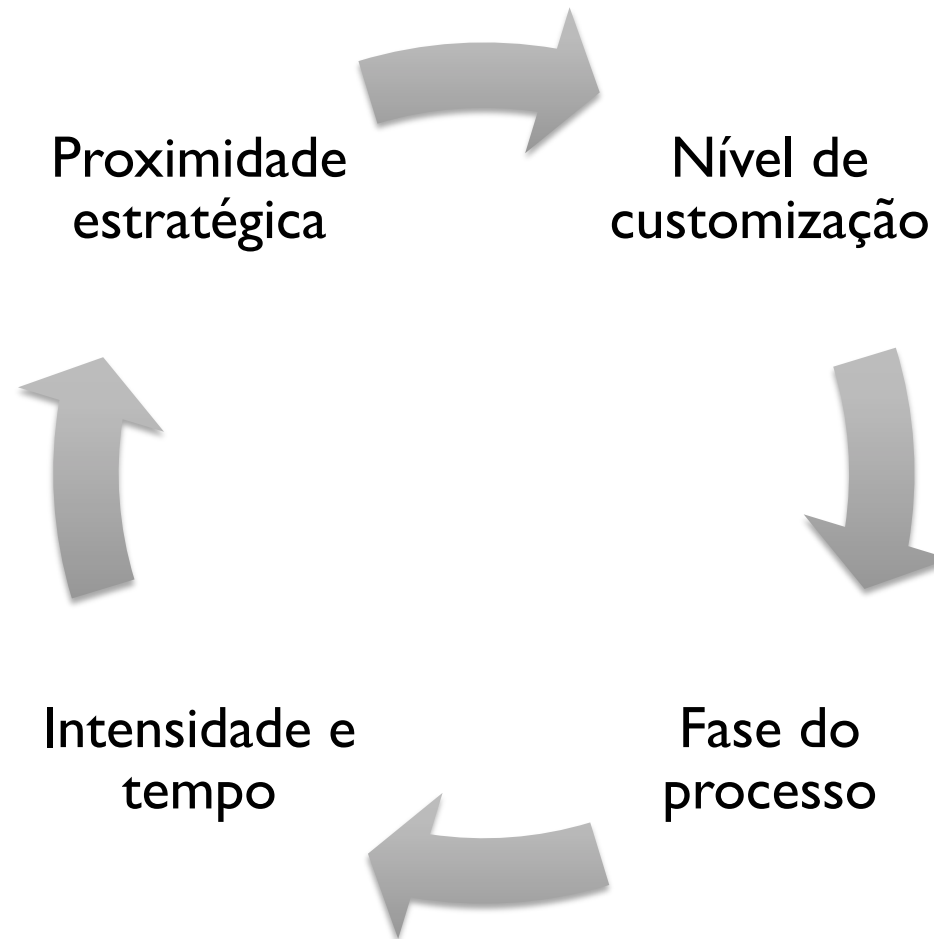 Proximidade
estratégica
Nível de
customização
Fase do
processo
Intensidade e
tempo